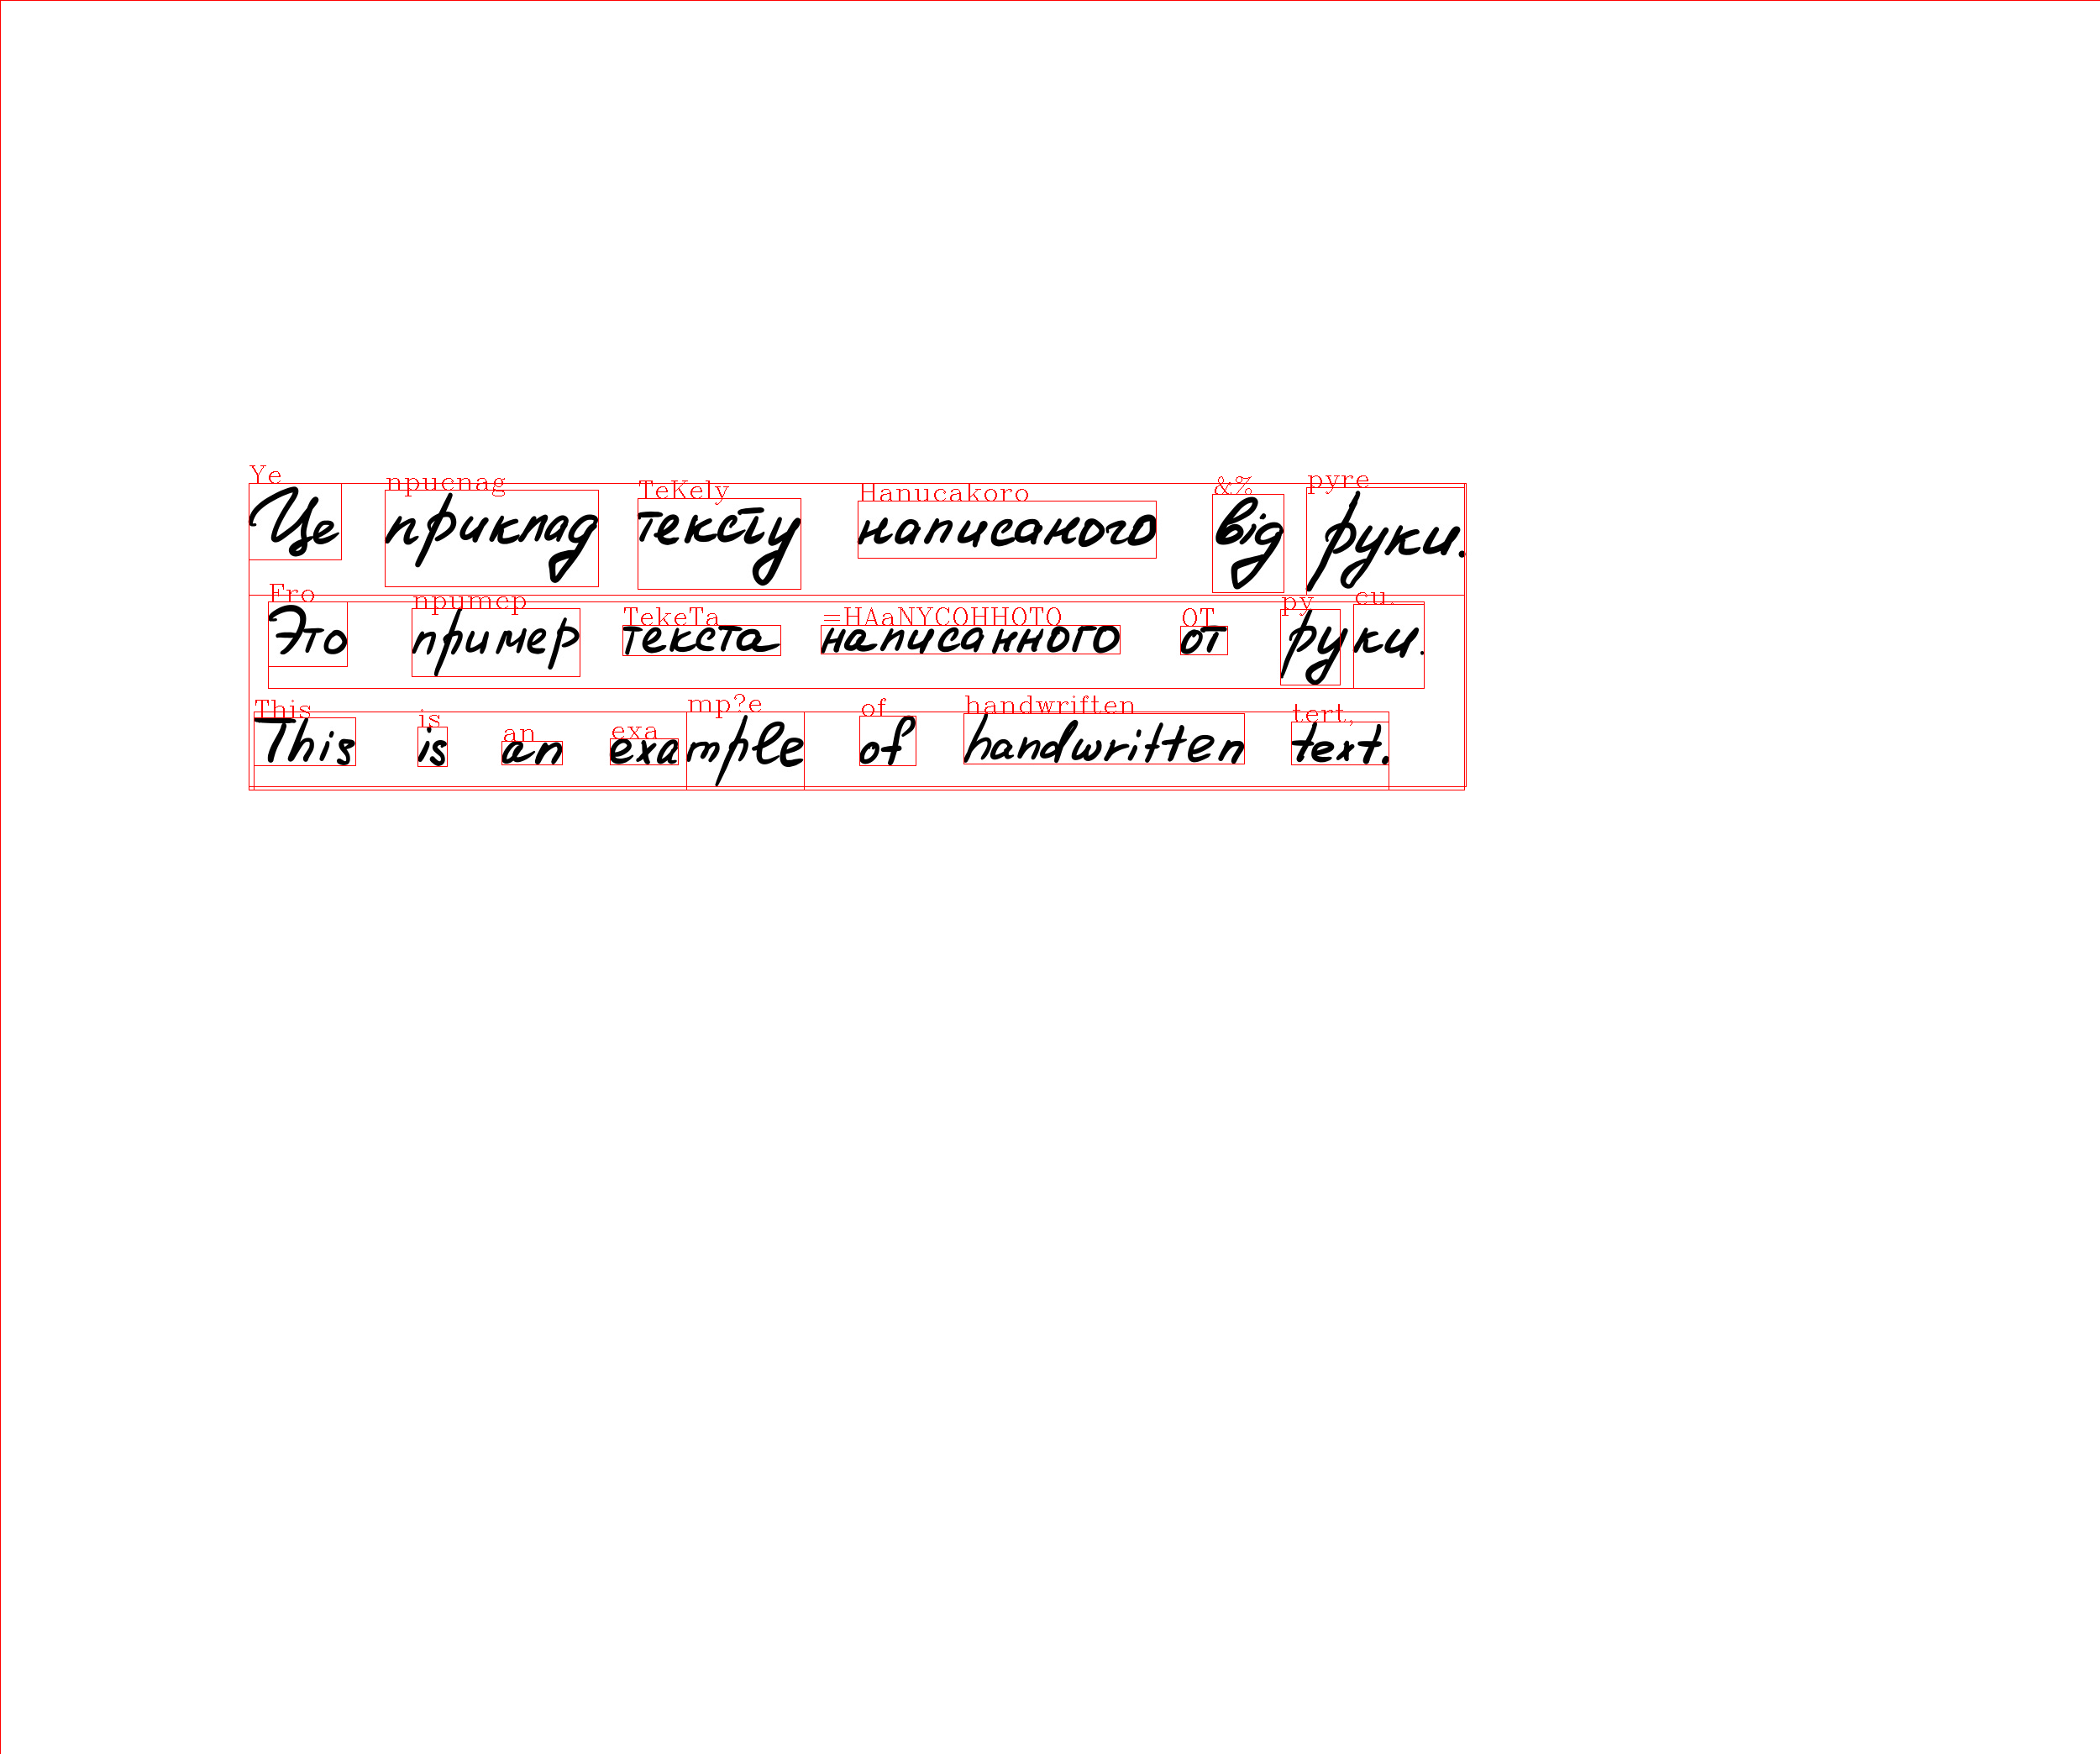 Ye npucnag TeKely Hanucakoro &% pyre
Це приклад тексту написаного від руки.
Fro npumep TekeTa =HAaNYCOHHOTO OT py cu.
Это пример текста написанного от руки.
This is an exa mp?e of handwriften tert,
This is an example of handwritten text.